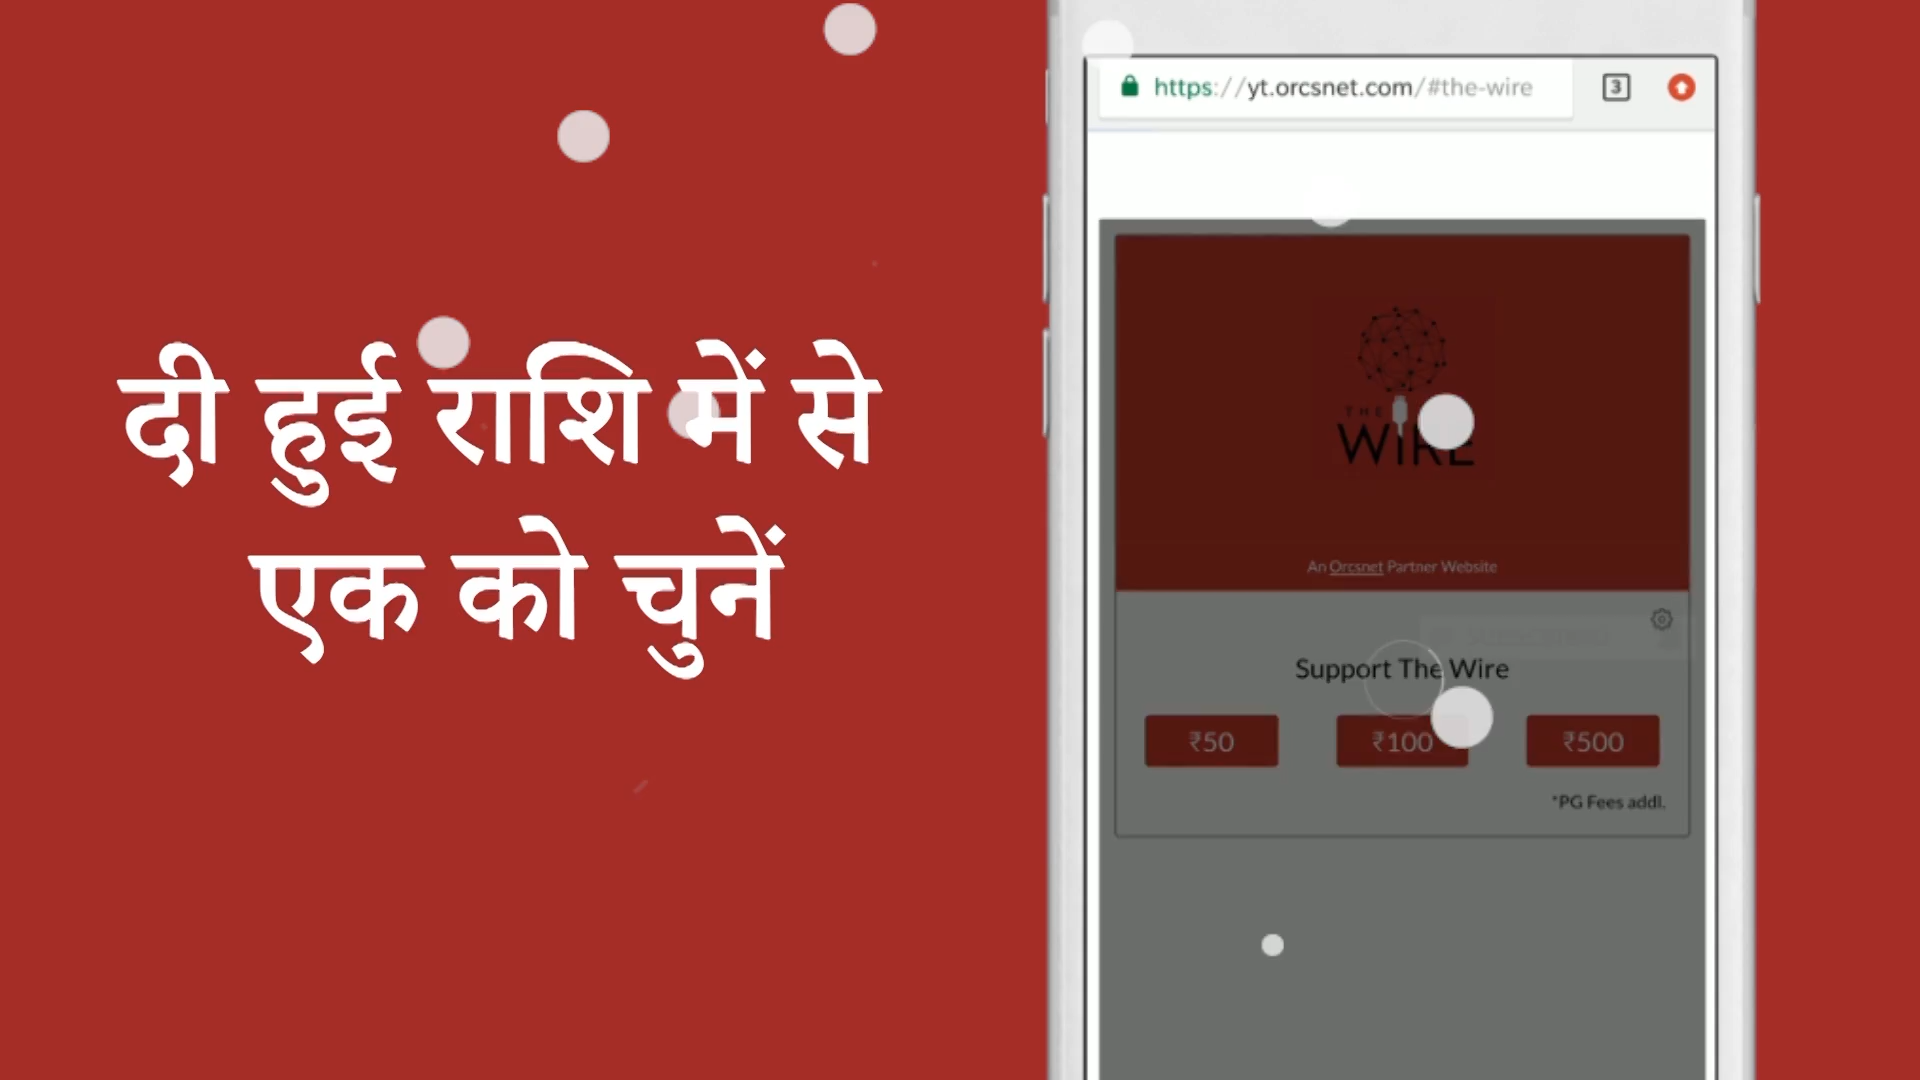 दी हुई राशि में से
एक को चुनें
https://yt.orcsnet.com/#the-wire
3
THE
WIRE
An Orcsnet Partner Website
Support The Wire
₹50
₹100
₹500
*PG Fees addl.